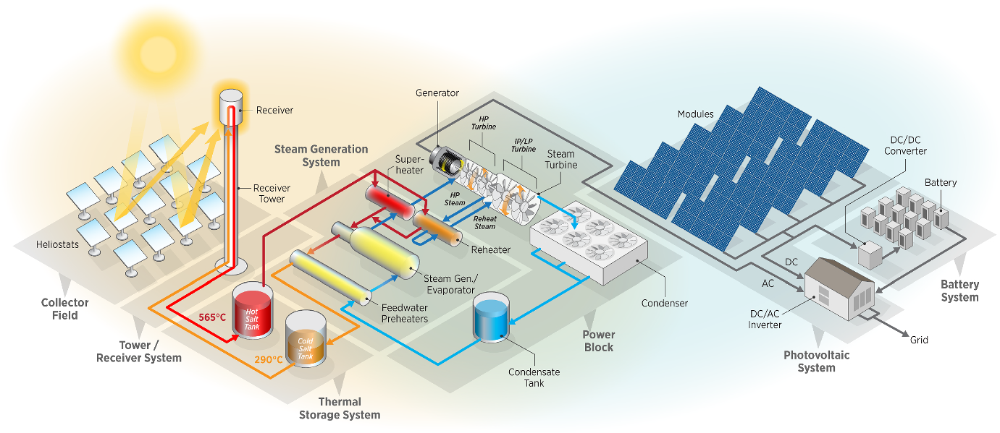 Receiver
Heliostats
Receiver
Tower
Collector
Field
Tower /
Receiver System
565°C
Hot
Salt
Tank
290°C
Cold
Salt
Tank
Thermal
Storage System
Steam Generation
System
Super-
heater
Reheater
Steam Gen./
Evaporator
Feedwater
Preheaters
Generator
HP
Turbine
IP/LP
Turbine
Steam
Turbine
HP
Steam
Reheat
Steam
Condenser
Condensate
Tank
Power
Block
Modules
DC/DC
Converter
Battery
DC
AC
DC/AC
Inverter
Grid
Battery
System
Photovoltaic
System